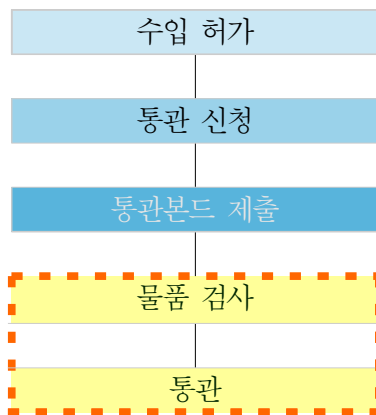 수입 허가
통관 신청
통관본드 제출
물품 검사
통관